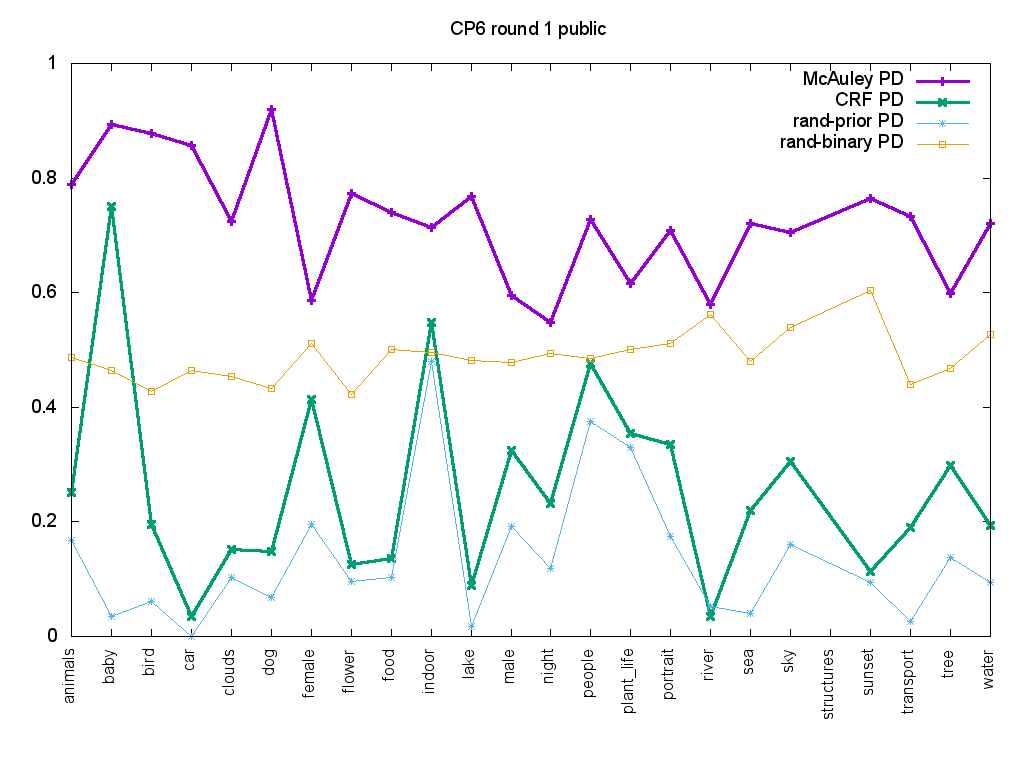 CP6 round 1 public
McAuley PD
CRF PD
rand-prior PD
rand-binary PD
1
0.8
0.6
0.4
0.2
0
animals
baby
bird
car
clouds
dog
female
flower
food
indoor
lake
male
night
people
plant_life
portrait
river
sea
sky
structures
sunset
transport
tree
water